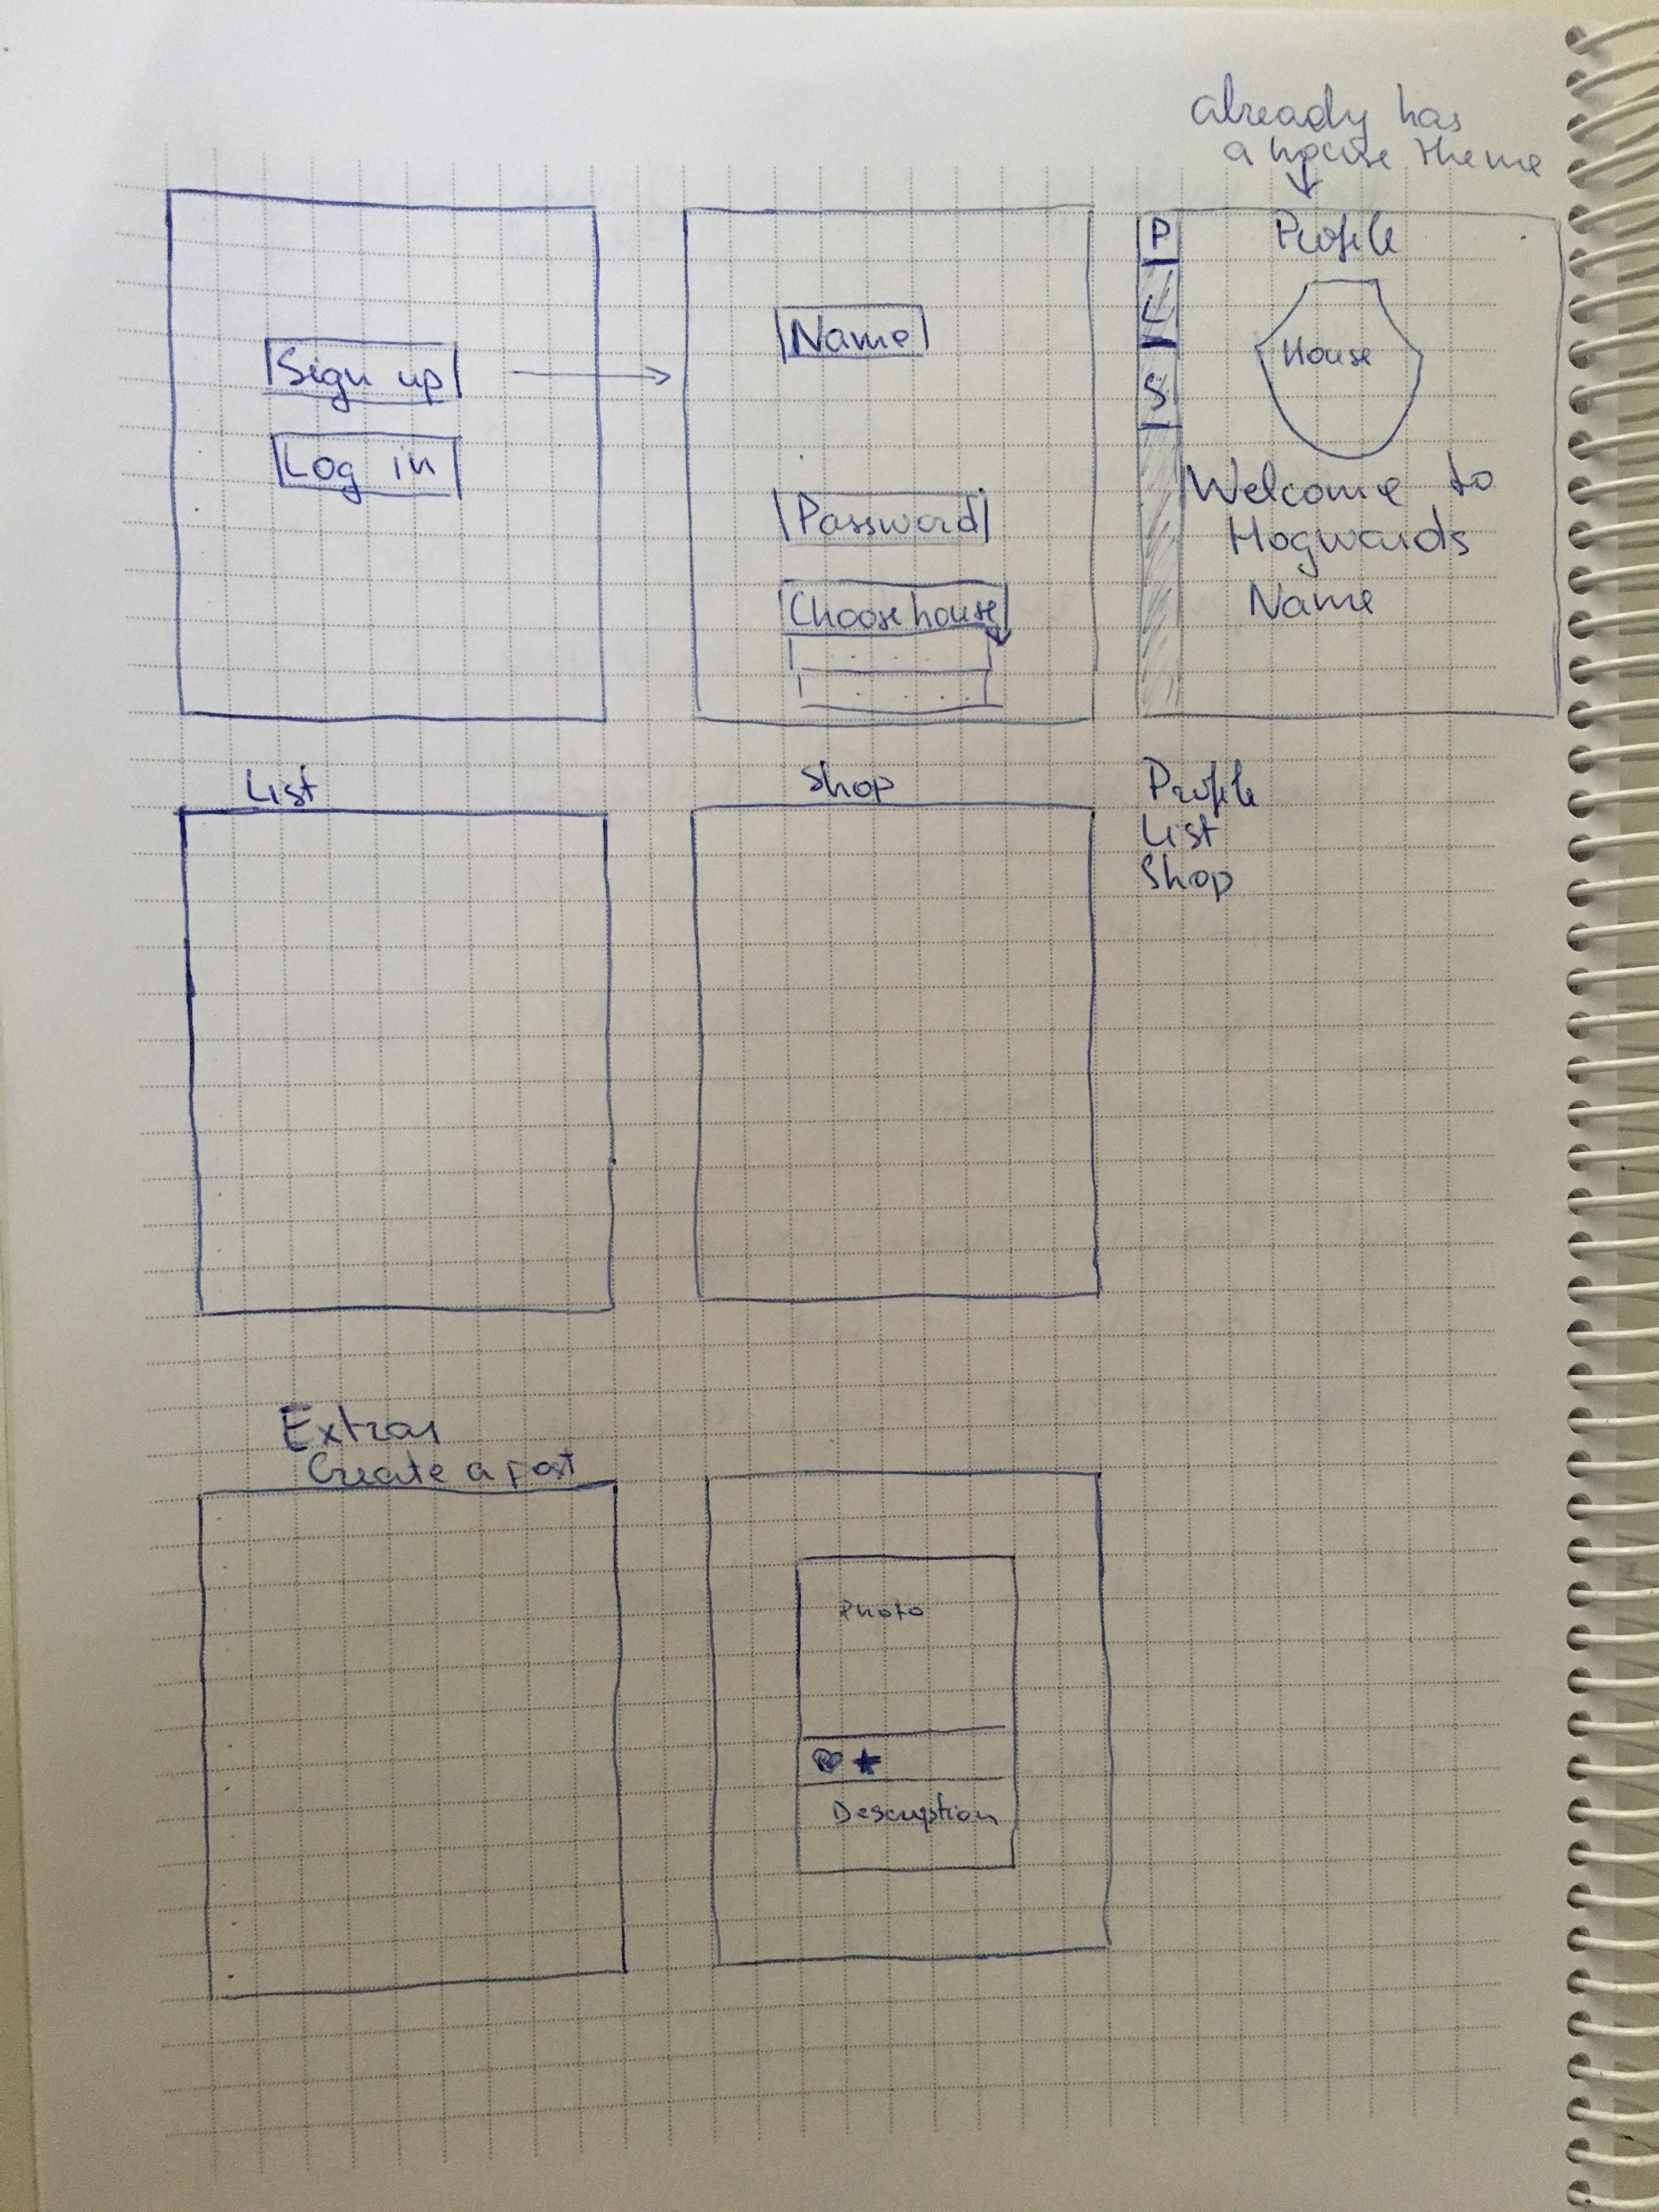 already has
a house theme
Sign up
Log in
Name
Password
Choose house
P
L
S
Profile
House
Welcome to
Hogwards
Name
List
Shop
Profile
List
Shop
Extras
Create a post
Photo
Description